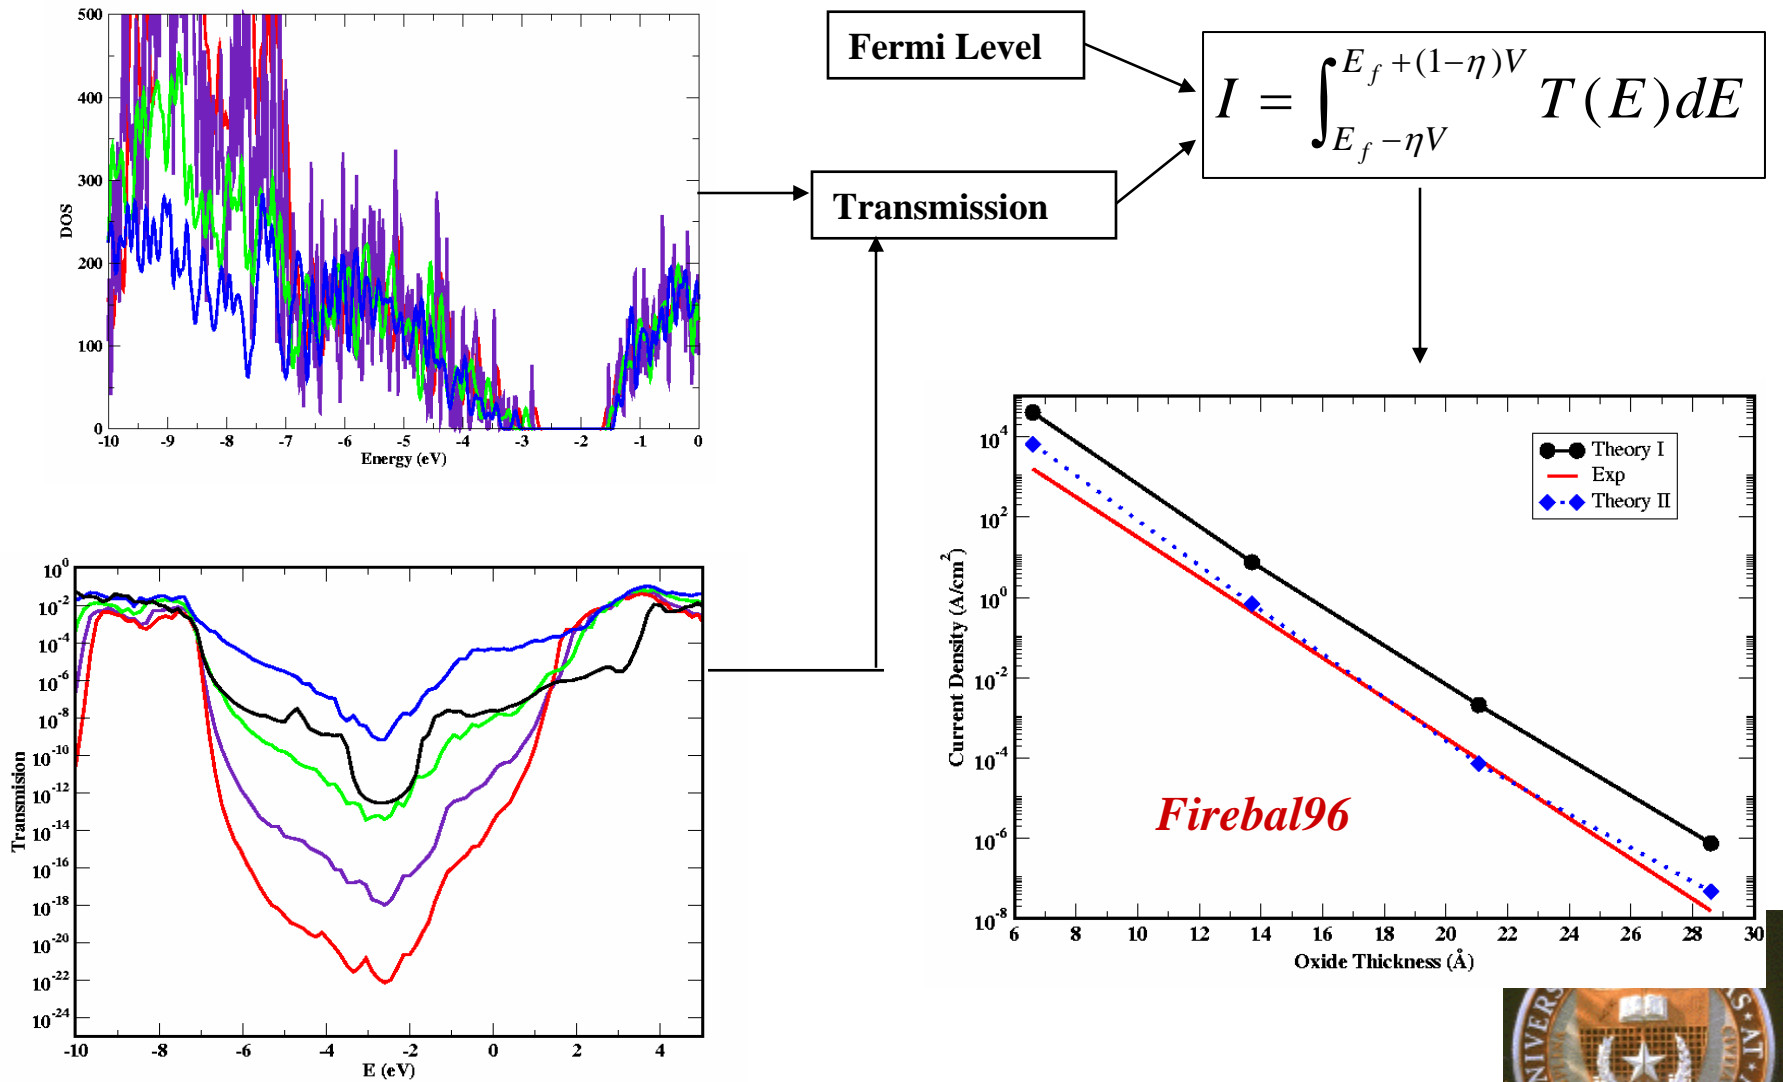 500
400
300
200
100
0
DOS
-10 -9 -8 -7 -6 -5 -4 -3 -2 -1 0
Energy (eV)
Fermi Level
Transmission
I = ∫_{E_f −ηV}^{E_f +(1−η)V} T(E)dE
10^0
10^-2
10^-4
10^-6
10^-8
10^-10
10^-12
10^-14
10^-16
10^-18
10^-20
10^-22
10^-24
Transmission
-10 -8 -6 -4 -2 0 2 4
E (eV)
10^4
10^2
10^0
10^-2
10^-4
10^-6
10^-8
Current Density (A/cm^2)
Theory I
Exp
Theory II
Firebal96
6 8 10 12 14 16 18 20 22 24 26 28 30
Oxide Thickness (Å)